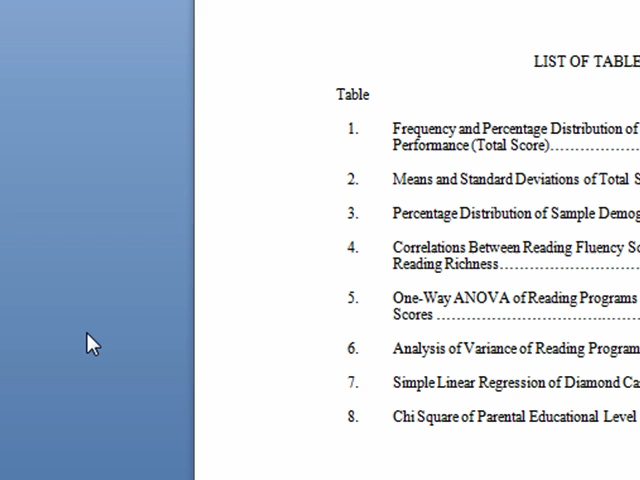 LIST OF TABLE
Table
1. Frequency and Percentage Distribution of
Performance (Total Score)……………………
2. Means and Standard Deviations of Total S
3. Percentage Distribution of Sample Demog
4. Correlations Between Reading Fluency Sc
Reading Richness……………………………
5. One-Way ANOVA of Reading Programs
Scores ………………………………………
6. Analysis of Variance of Reading Program
7. Simple Linear Regression of Diamond Ca
8. Chi Square of Parental Educational Level